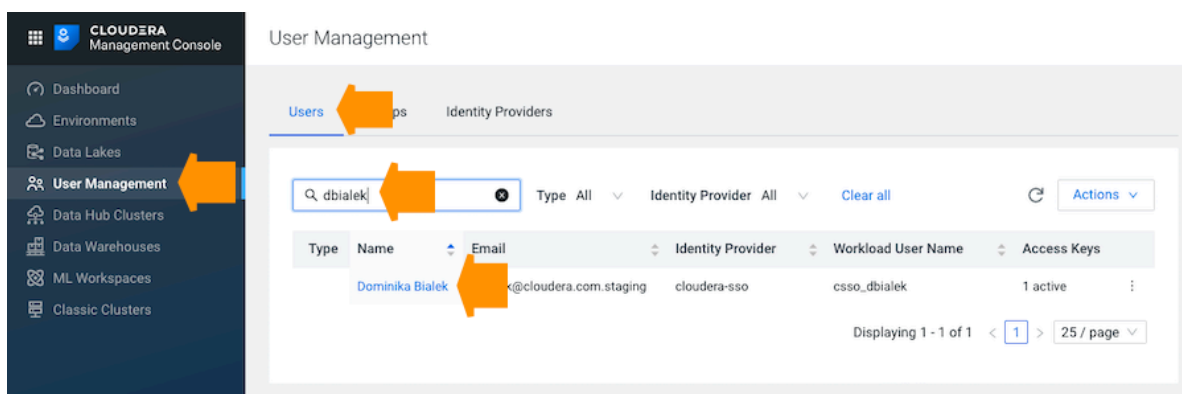 CLOUDERA
Management Console
User Management
Dashboard
Environments
Data Lakes
User Management
Data Hub Clusters
Data Warehouses
ML Workspaces
Classic Clusters
Users ps Identity Providers
dbialek Type All Identity Provider All Clear all Actions
Type Name Email Identity Provider Workload User Name Access Keys
Dominika Bialek @cloudera.com.staging cloudera-sso csso_dbialek 1 active
Displaying 1 - 1 of 1 < 1 > 25 / page